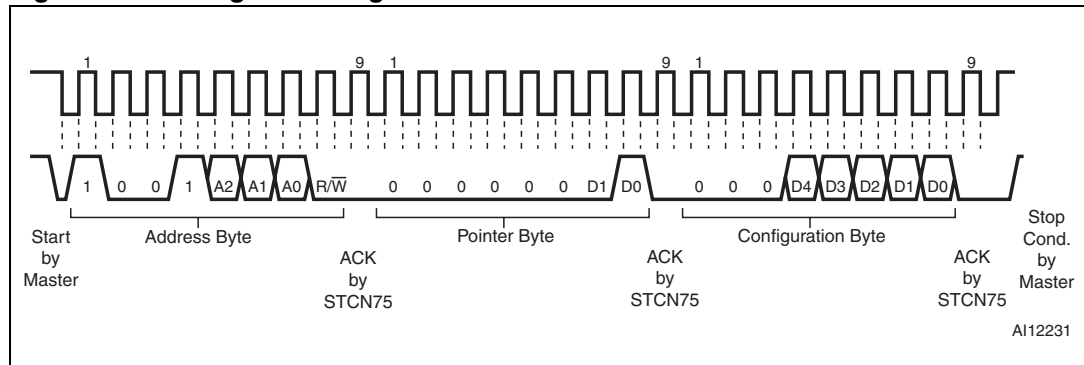 1 9 1 9 1 9
1 0 0 1 A2 A1 A0 R/W̅ 0 0 0 0 0 0 D1 D0 0 0 0 D4 D3 D2 D1 D0
Start by Master
Address Byte
ACK by STCN75
Pointer Byte
ACK by STCN75
Configuration Byte
ACK by STCN75
Stop Cond. by Master
AI12231